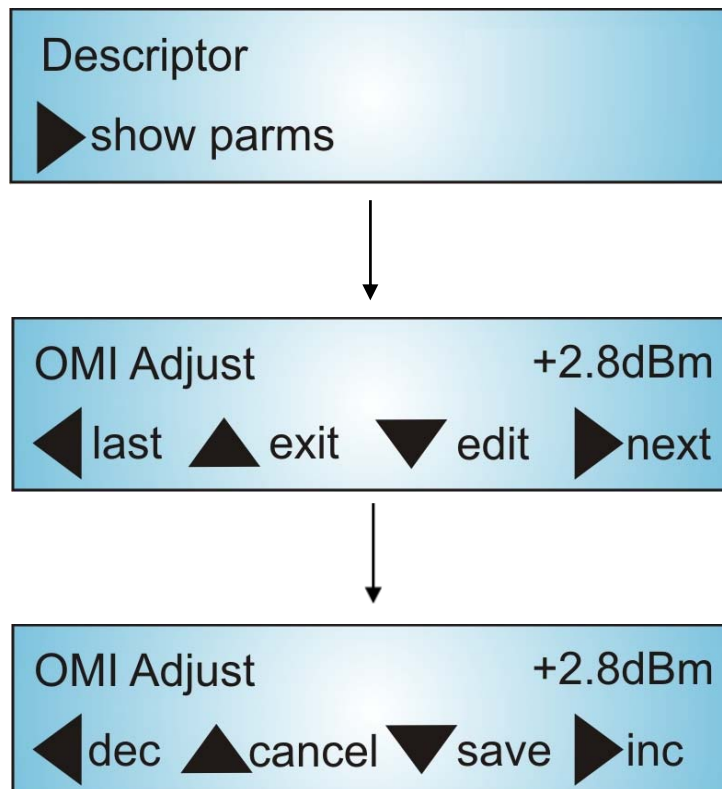 Descriptor
show parms
OMI Adjust +2.8dBm
last exit edit next
OMI Adjust +2.8dBm
dec cancel save inc